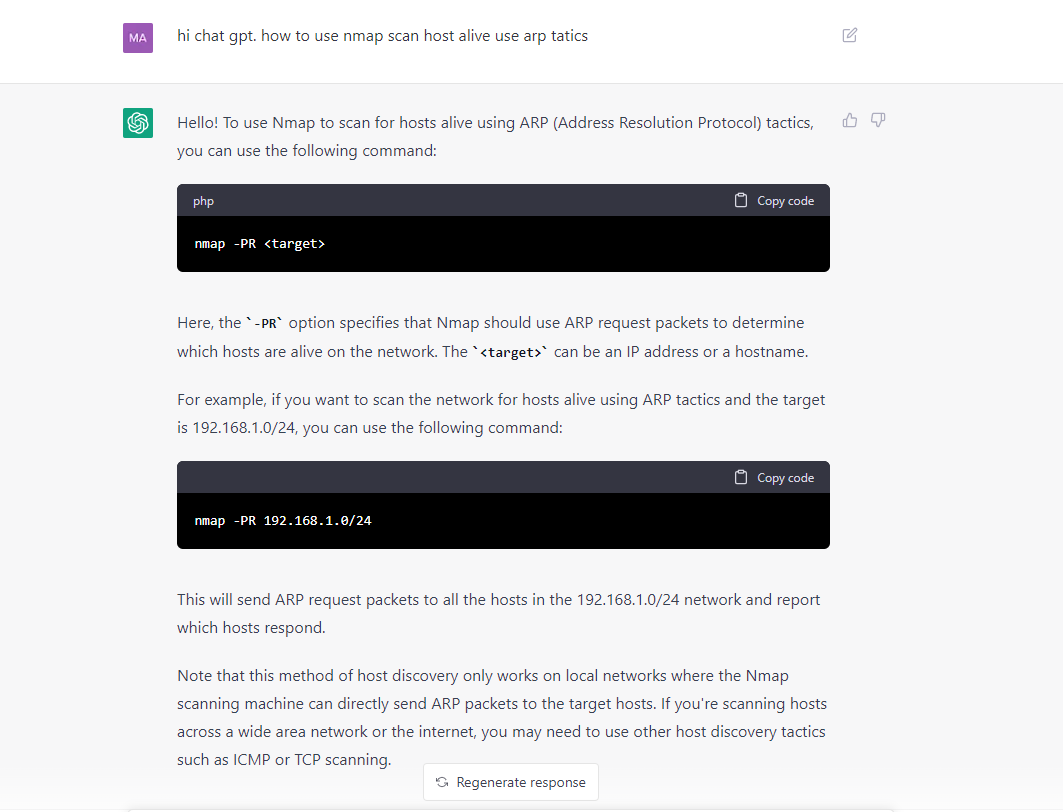 MA
hi chat gpt. how to use nmap scan host alive use arp tatics
Hello! To use Nmap to scan for hosts alive using ARP (Address Resolution Protocol) tactics,
you can use the following command:
php
Copy code
nmap -PR <target>
Here, the `-PR` option specifies that Nmap should use ARP request packets to determine
which hosts are alive on the network. The `<target>` can be an IP address or a hostname.
For example, if you want to scan the network for hosts alive using ARP tactics and the target
is 192.168.1.0/24, you can use the following command:
Copy code
nmap -PR 192.168.1.0/24
This will send ARP request packets to all the hosts in the 192.168.1.0/24 network and report
which hosts respond.
Note that this method of host discovery only works on local networks where the Nmap
scanning machine can directly send ARP packets to the target hosts. If you're scanning hosts
across a wide area network or the internet, you may need to use other host discovery tactics
such as ICMP or TCP scanning.
Regenerate response